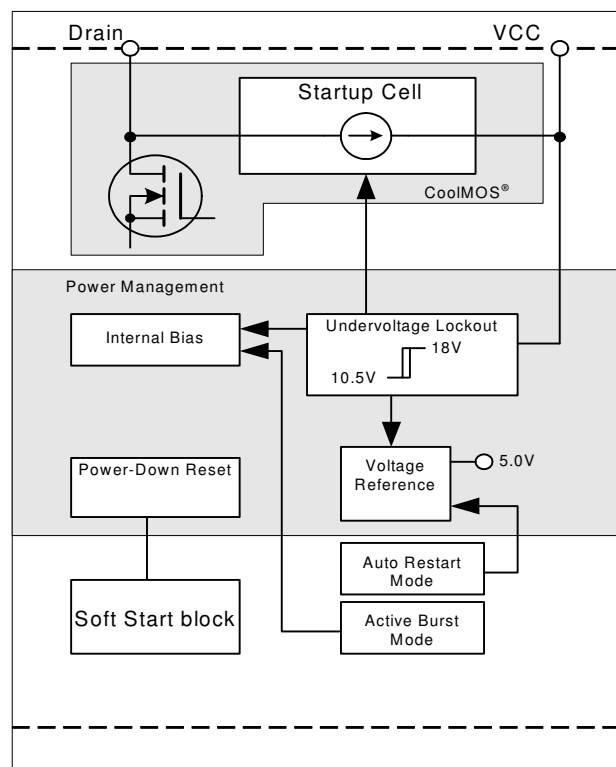 Drain
VCC
Startup Cell
CoolMOS®
Power Management
Internal Bias
Undervoltage Lockout
18V
10.5V
Power-Down Reset
Voltage
Reference
5.0V
Auto Restart
Mode
Soft Start block
Active Burst
Mode